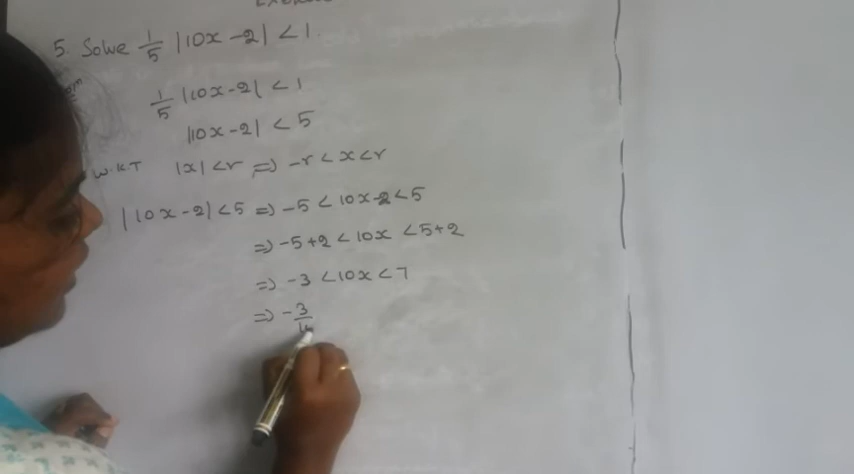 5. Solve 1/5 |10x -2| < 1.
1/5 |10x-2| < 1
|10x-2| < 5
W.K.T |x| < r => -r < x < r
|10x-2| < 5 => -5 < 10x-2 < 5
=> -5+2 < 10x < 5+2
=> -3 < 10x < 7
=> -3/